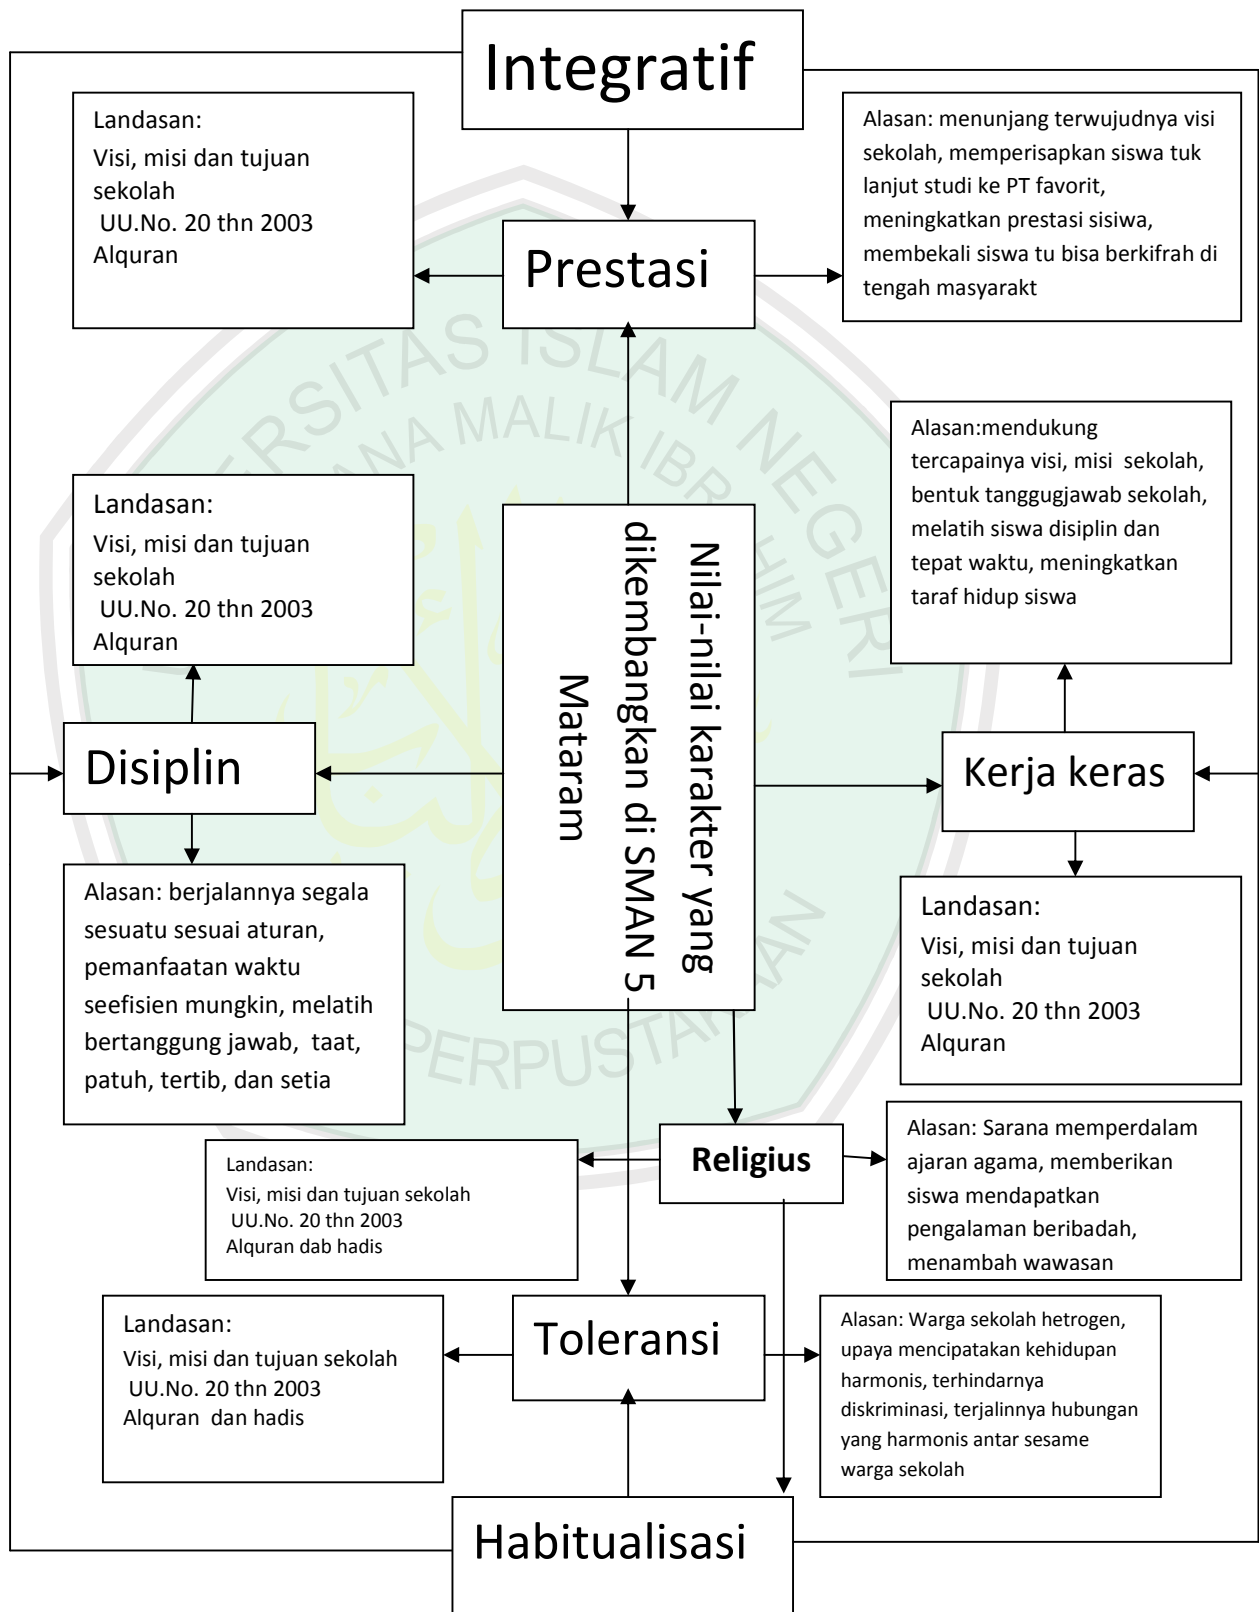 Integratif
Landasan:
Visi, misi dan tujuan
sekolah
UU.No. 20 thn 2003
Alquran
Alasan: menunjang terwujudnya visi
sekolah, memperisapkan siswa tuk
lanjut studi ke PT favorit,
meningkatkan prestasi sisiwa,
membekali siswa tu bisa berkifrah di
tengah masyarakt
Prestasi
Alasan:mendukung
tercapainya visi, misi sekolah,
bentuk tanggugjawab sekolah,
melatih siswa disiplin dan
tepat waktu, meningkatkan
taraf hidup siswa
Landasan:
Visi, misi dan tujuan
sekolah
UU.No. 20 thn 2003
Alquran
Nilai-nilai karakter yang
dikembangkan di SMAN 5
Mataram
Disiplin
Kerja keras
Alasan: berjalannya segala
sesuatu sesuai aturan,
pemanfaatan waktu
seefisien mungkin, melatih
bertanggung jawab, taat,
patuh, tertib, dan setia
Landasan:
Visi, misi dan tujuan
sekolah
UU.No. 20 thn 2003
Alquran
Religius
Landasan:
Visi, misi dan tujuan sekolah
UU.No. 20 thn 2003
Alquran dab hadis
Alasan: Sarana memperdalam
ajaran agama, memberikan
siswa mendapatkan
pengalaman beribadah,
menambah wawasan
Landasan:
Visi, misi dan tujuan sekolah
UU.No. 20 thn 2003
Alquran dan hadis
Toleransi
Alasan: Warga sekolah hetrogen,
upaya mencipatakan kehidupan
harmonis, terhindarnya
diskriminasi, terjalinnya hubungan
yang harmonis antar sesame
warga sekolah
Habitualisasi
ERSITAS ISLAM NEGERI
ANA MALIK IBR HIM
PERPUSTA AAN